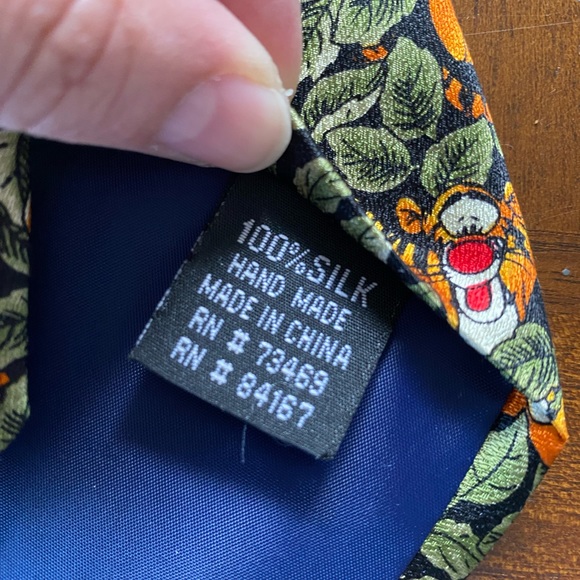 100% SILK
HAND MADE
MADE IN CHINA
RN # 73469
RN # 84167